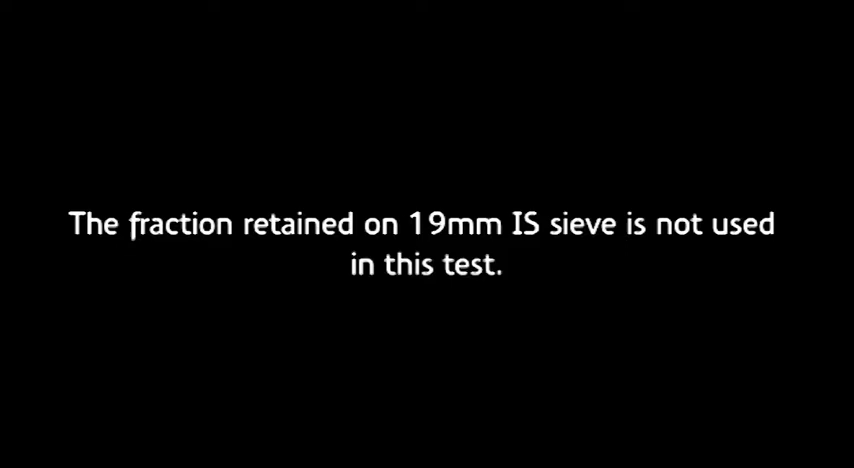 The fraction retained on 19mm IS sieve is not used
in this test.